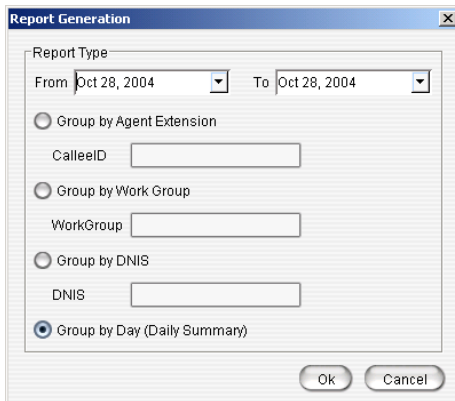 Report Generation
Report Type
From Oct 28, 2004 To Oct 28, 2004
Group by Agent Extension
CalleeID
Group by Work Group
WorkGroup
Group by DNIS
DNIS
Group by Day (Daily Summary)
Ok Cancel